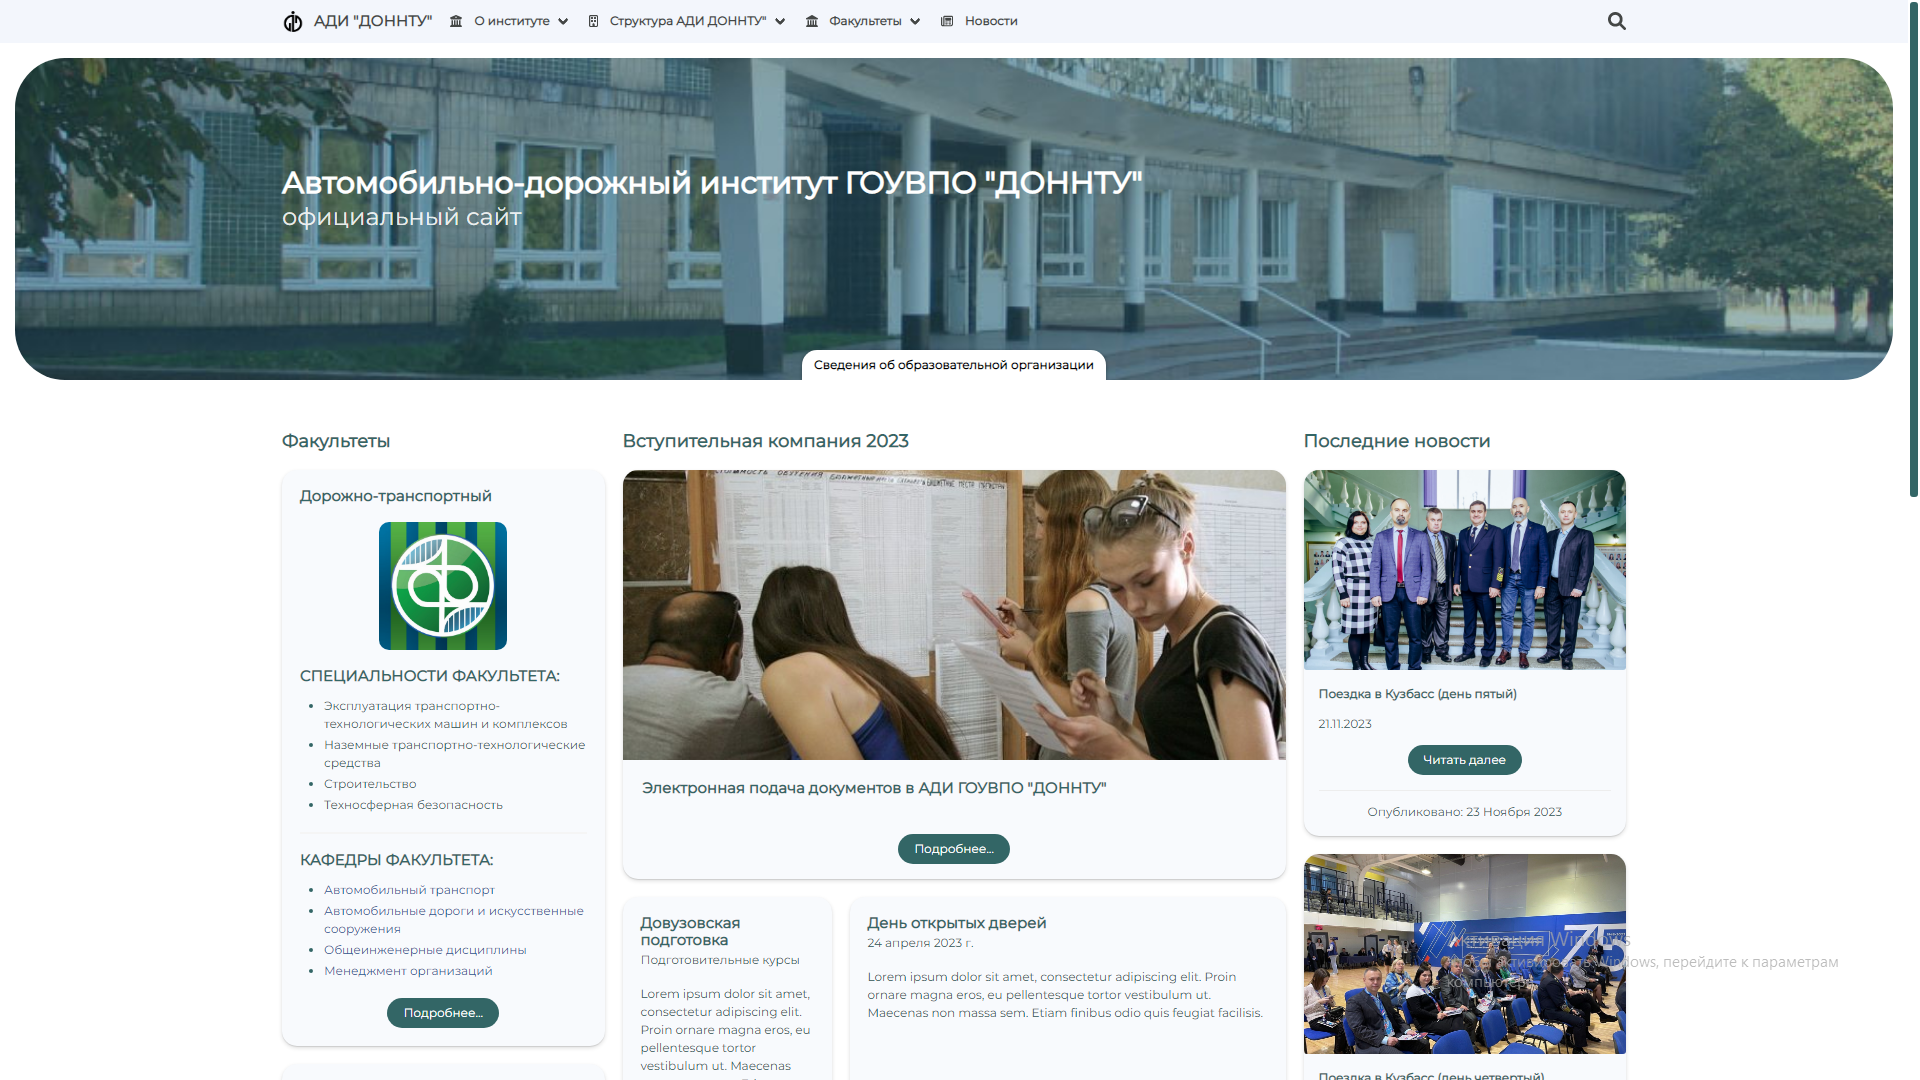 АДИ "ДОННТУ"
О институте
Структура АДИ ДОННТУ"
Факультеты
Новости
Автомобильно-дорожный институт ГОУВПО "ДОННТУ"
официальный сайт
Сведения об образовательной организации
Факультеты
Дорожно-транспортный
СПЕЦИАЛЬНОСТИ ФАКУЛЬТЕТА:
Эксплуатация транспортно-
технологических машин и комплексов
Наземные транспортно-технологические
средства
Строительство
Техносферная безопасность
КАФЕДРЫ ФАКУЛЬТЕТА:
Автомобильный транспорт
Автомобильные дороги и искусственные
сооружения
Общеинженерные дисциплины
Менеджмент организаций
Подробнее...
Вступительная компания 2023
Электронная подача документов в АДИ ГОУВПО "ДОННТУ"
Подробнее...
Довузовская
подготовка
Подготовительные курсы
Lorem ipsum dolor sit amet,
consectetur adipiscing elit.
Proin ornare magna eros, eu
pellentesque tortor
vestibulum ut. Maecenas
День открытых дверей
24 апреля 2023 г.
Lorem ipsum dolor sit amet, consectetur adipiscing elit. Proin
ornare magna eros, eu pellentesque tortor vestibulum ut.
Maecenas non massa sem. Etiam finibus odio quis feugiat facilisis.
Последние новости
Поездка в Кузбасс (день пятый)
21.11.2023
Читать далее
Опубликовано: 23 Ноября 2023
75
Активация Windows
Чтобы активировать Windows, перейдите к параметрам
компьютера.
Поездка в Кузбасс (день четвертый)